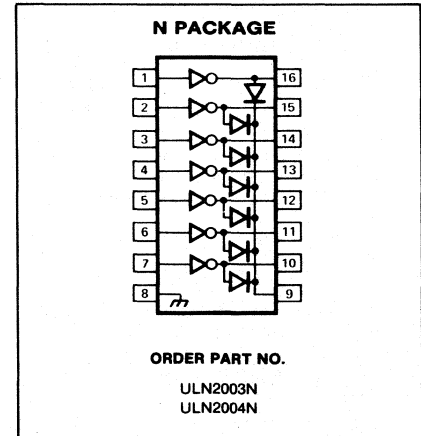 N PACKAGE
1 16
2 15
3 14
4 13
5 12
6 11
7 10
8 9
ORDER PART NO.
ULN2003N
ULN2004N